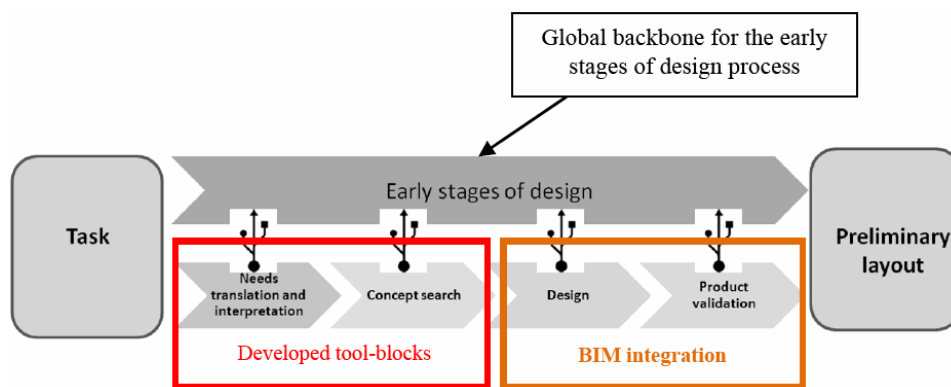 Global backbone for the early
stages of design process
Early stages of design
Task
Preliminary
layout
Needs
translation and
interpretation
Concept search
Design
Product
validation
Developed tool-blocks
BIM integration